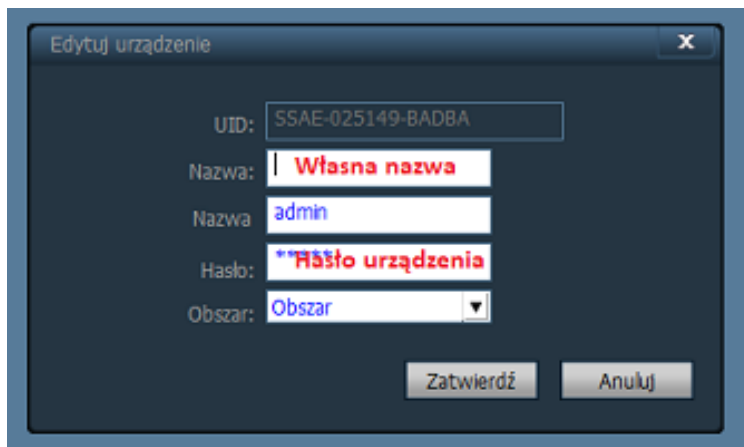 Edytuj urządzenie x
UID: SSAE-025149-BADBA
Nazwa: Własna nazwa
Nazwa admin
Hasło: ***** Hasło urządzenia
Obszar: Obszar
Zatwierdź Anuluj